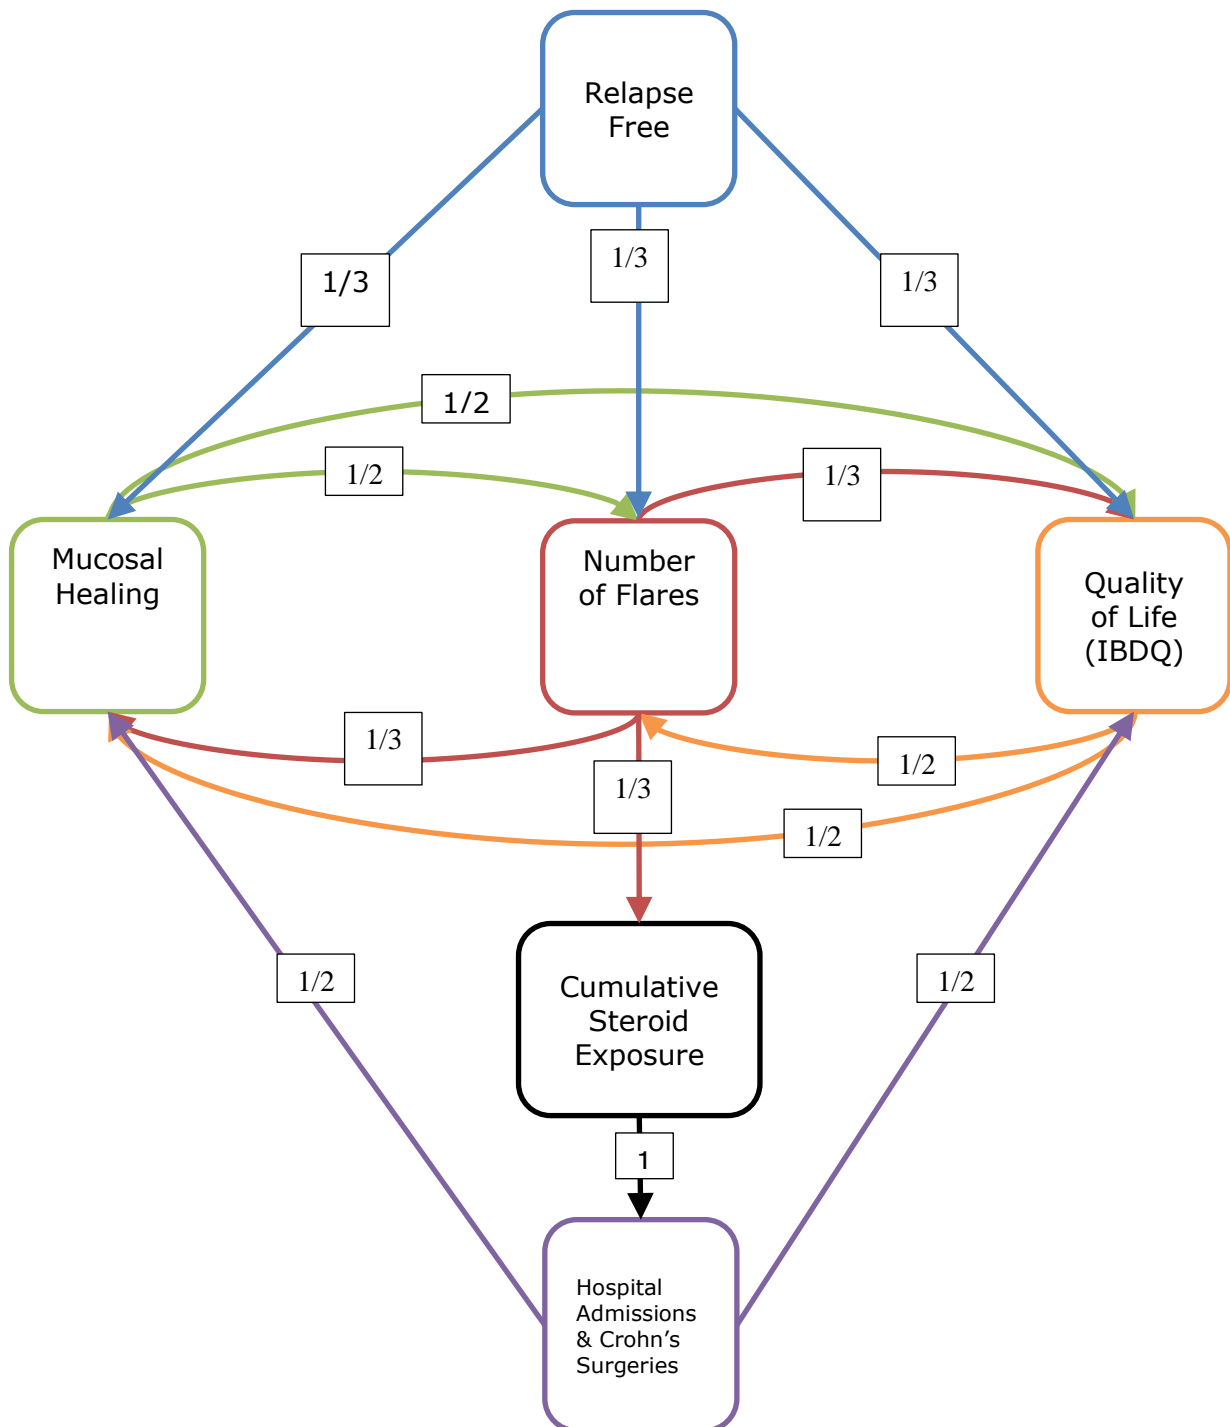 Relapse
Free
1/3
1/3
1/3
1/2
1/2
1/3
Mucosal
Healing
Number
of Flares
Quality
of Life
(IBDQ)
1/3
1/3
1/2
1/2
Cumulative
Steroid
Exposure
1/2
1/2
1
Hospital
Admissions
& Crohn’s
Surgeries